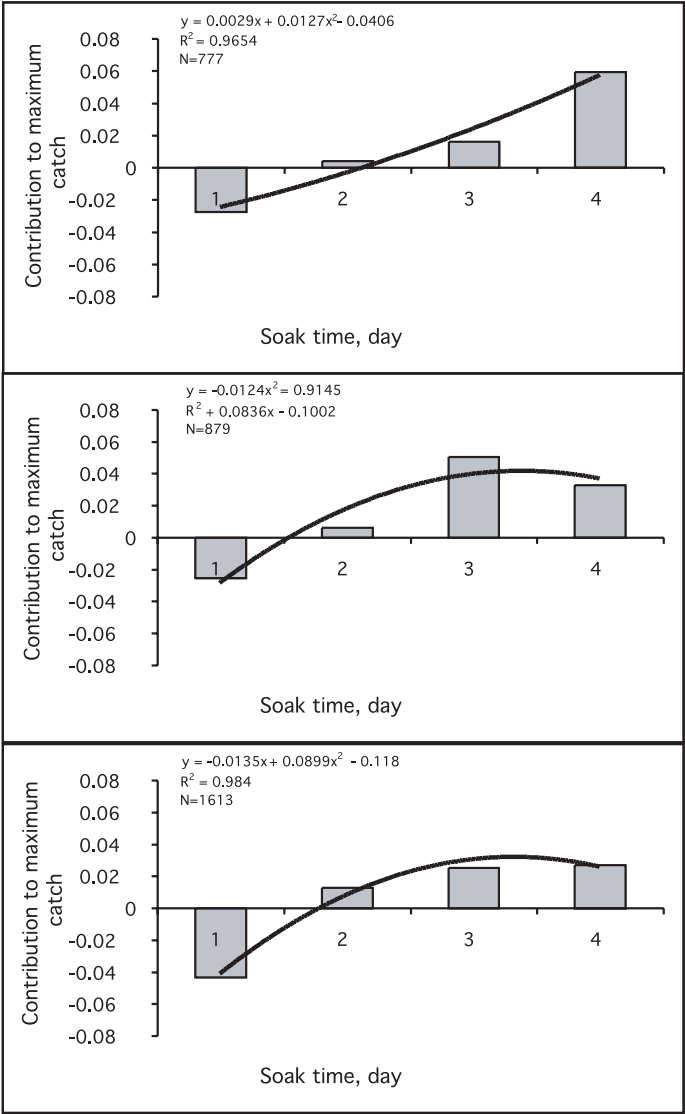 y = 0.0029x + 0.0127x² - 0.0406
R² = 0.9654
N=777
Contribution to maximum
catch
0.08
0.06
0.04
0.02
0
-0.02
-0.04
-0.06
-0.08
1 2 3 4
Soak time, day
y = -0.0124x² = 0.9145
R² + 0.0836x - 0.1002
N=879
Contribution to maximum
catch
0.08
0.06
0.04
0.02
0
-0.02
-0.04
-0.06
-0.08
1 2 3 4
Soak time, day
y = -0.0135x + 0.0899x² - 0.118
R² = 0.984
N=1613
Contribution to maximum
catch
0.08
0.06
0.04
0.02
0
-0.02
-0.04
-0.06
-0.08
1 2 3 4
Soak time, day